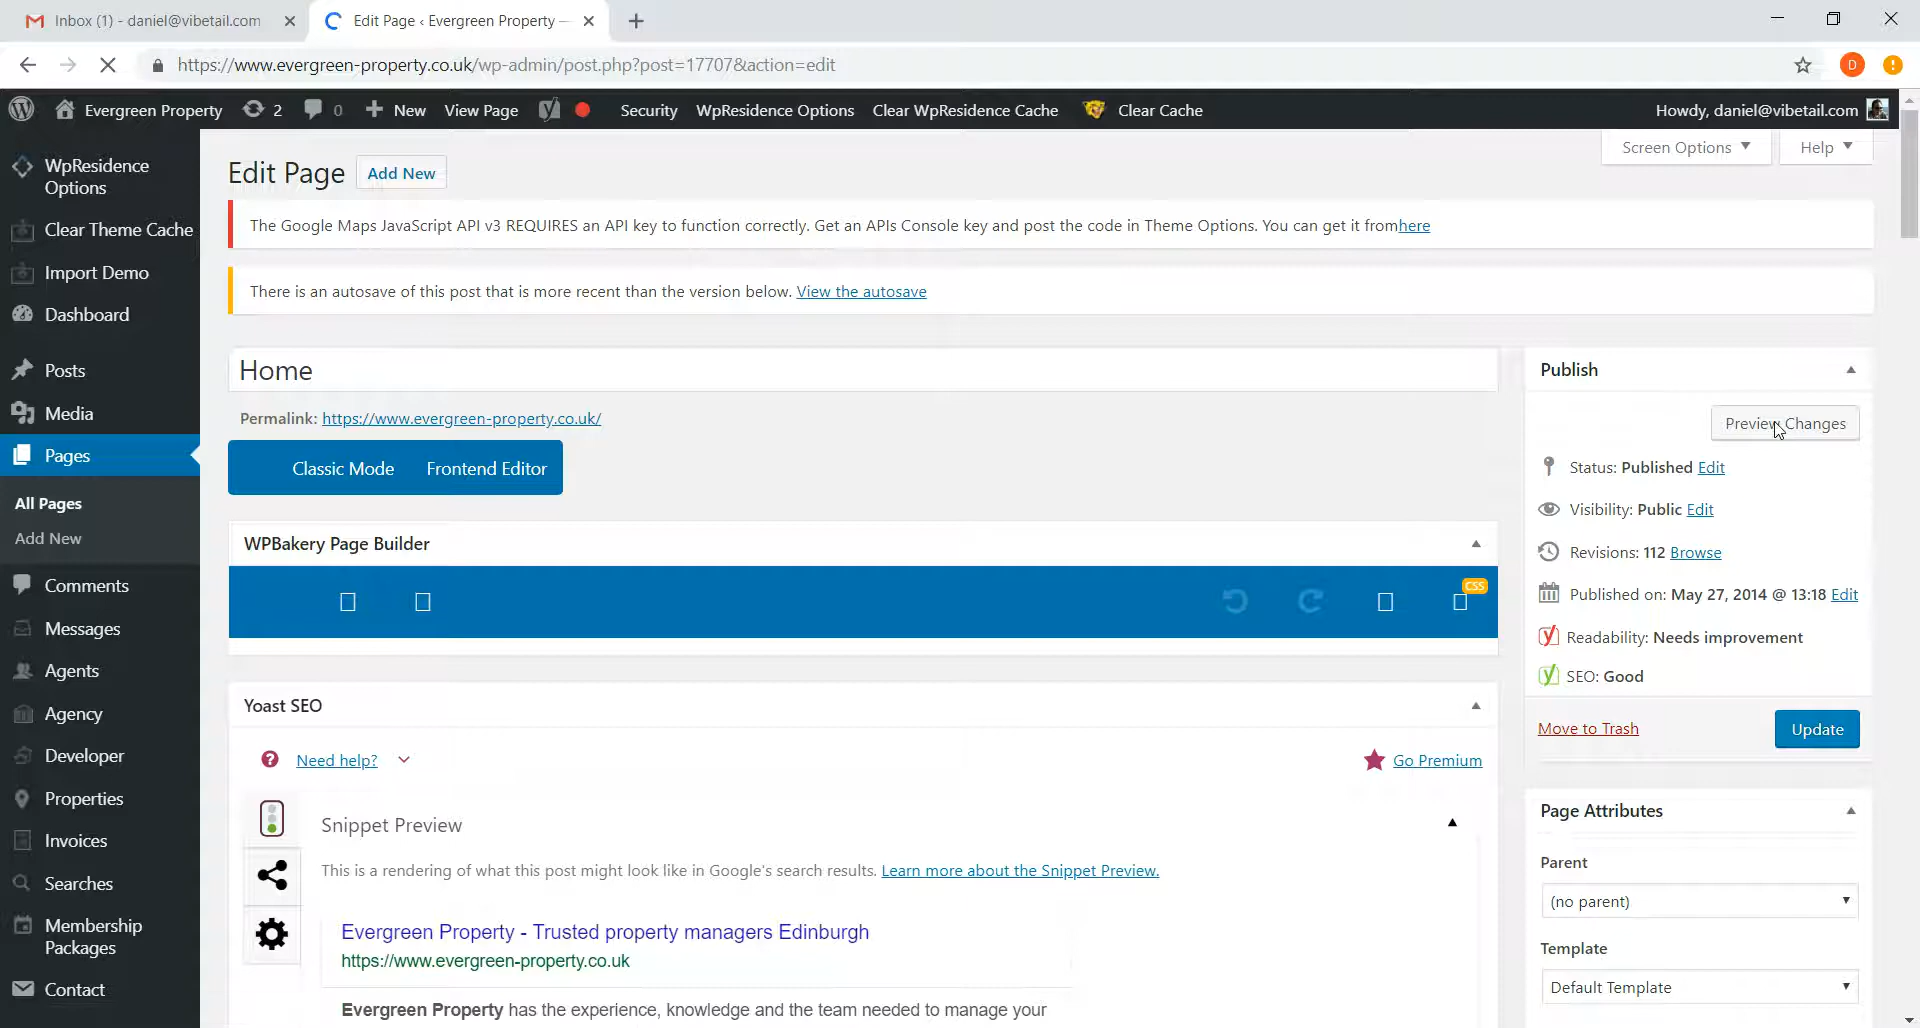 Inbox (1) - daniel@vibetail.com
Edit Page ‹ Evergreen Property —
https://www.evergreen-property.co.uk/wp-admin/post.php?post=17707&action=edit
D
Evergreen Property 2 0 New View Page Security WpResidence Options Clear WpResidence Cache Clear Cache
Howdy, daniel@vibetail.com
WpResidence
Options
Clear Theme Cache
Import Demo
Dashboard
Posts
Media
Pages
All Pages
Add New
Comments
Messages
Agents
Agency
Developer
Properties
Invoices
Searches
Membership
Packages
Contact
Screen Options
Help
Edit Page
Add New
The Google Maps JavaScript API v3 REQUIRES an API key to function correctly. Get an APIs Console key and post the code in Theme Options. You can get it fromhere
There is an autosave of this post that is more recent than the version below. View the autosave
Home
Permalink: https://www.evergreen-property.co.uk/
Classic Mode
Frontend Editor
WPBakery Page Builder
CSS
Yoast SEO
Need help?
Go Premium
Snippet Preview
This is a rendering of what this post might look like in Google's search results. Learn more about the Snippet Preview.
Evergreen Property - Trusted property managers Edinburgh
https://www.evergreen-property.co.uk
Evergreen Property has the experience, knowledge and the team needed to manage your
Publish
Preview Changes
Status: Published Edit
Visibility: Public Edit
Revisions: 112 Browse
Published on: May 27, 2014 @ 13:18 Edit
Readability: Needs improvement
SEO: Good
Move to Trash
Update
Page Attributes
Parent
(no parent)
Template
Default Template